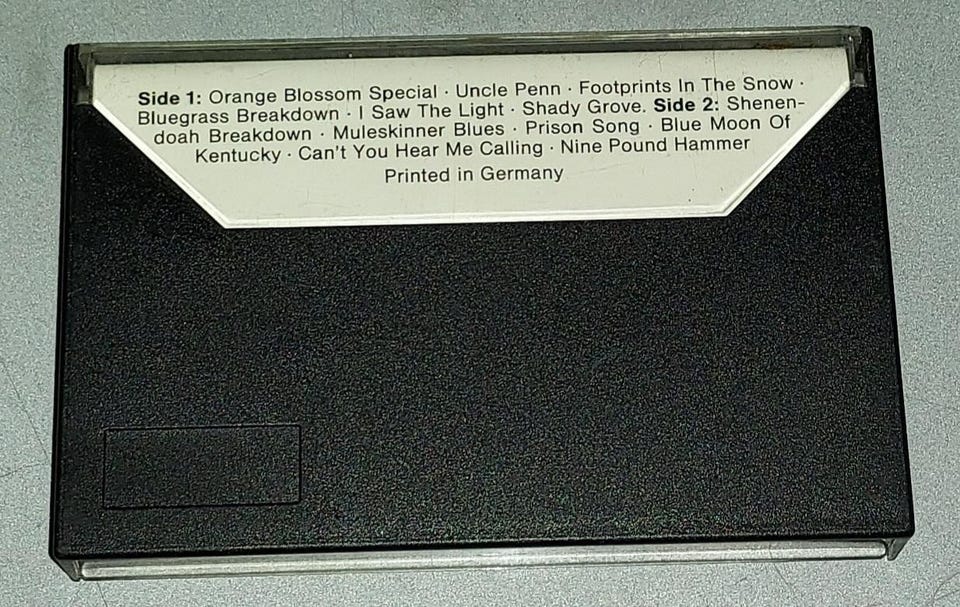 Side 1: Orange Blossom Special · Uncle Penn · Footprints In The Snow ·
Bluegrass Breakdown · I Saw The Light · Shady Grove. Side 2: Shenen-
doah Breakdown · Muleskinner Blues · Prison Song · Blue Moon Of
Kentucky · Can't You Hear Me Calling · Nine Pound Hammer
Printed in Germany